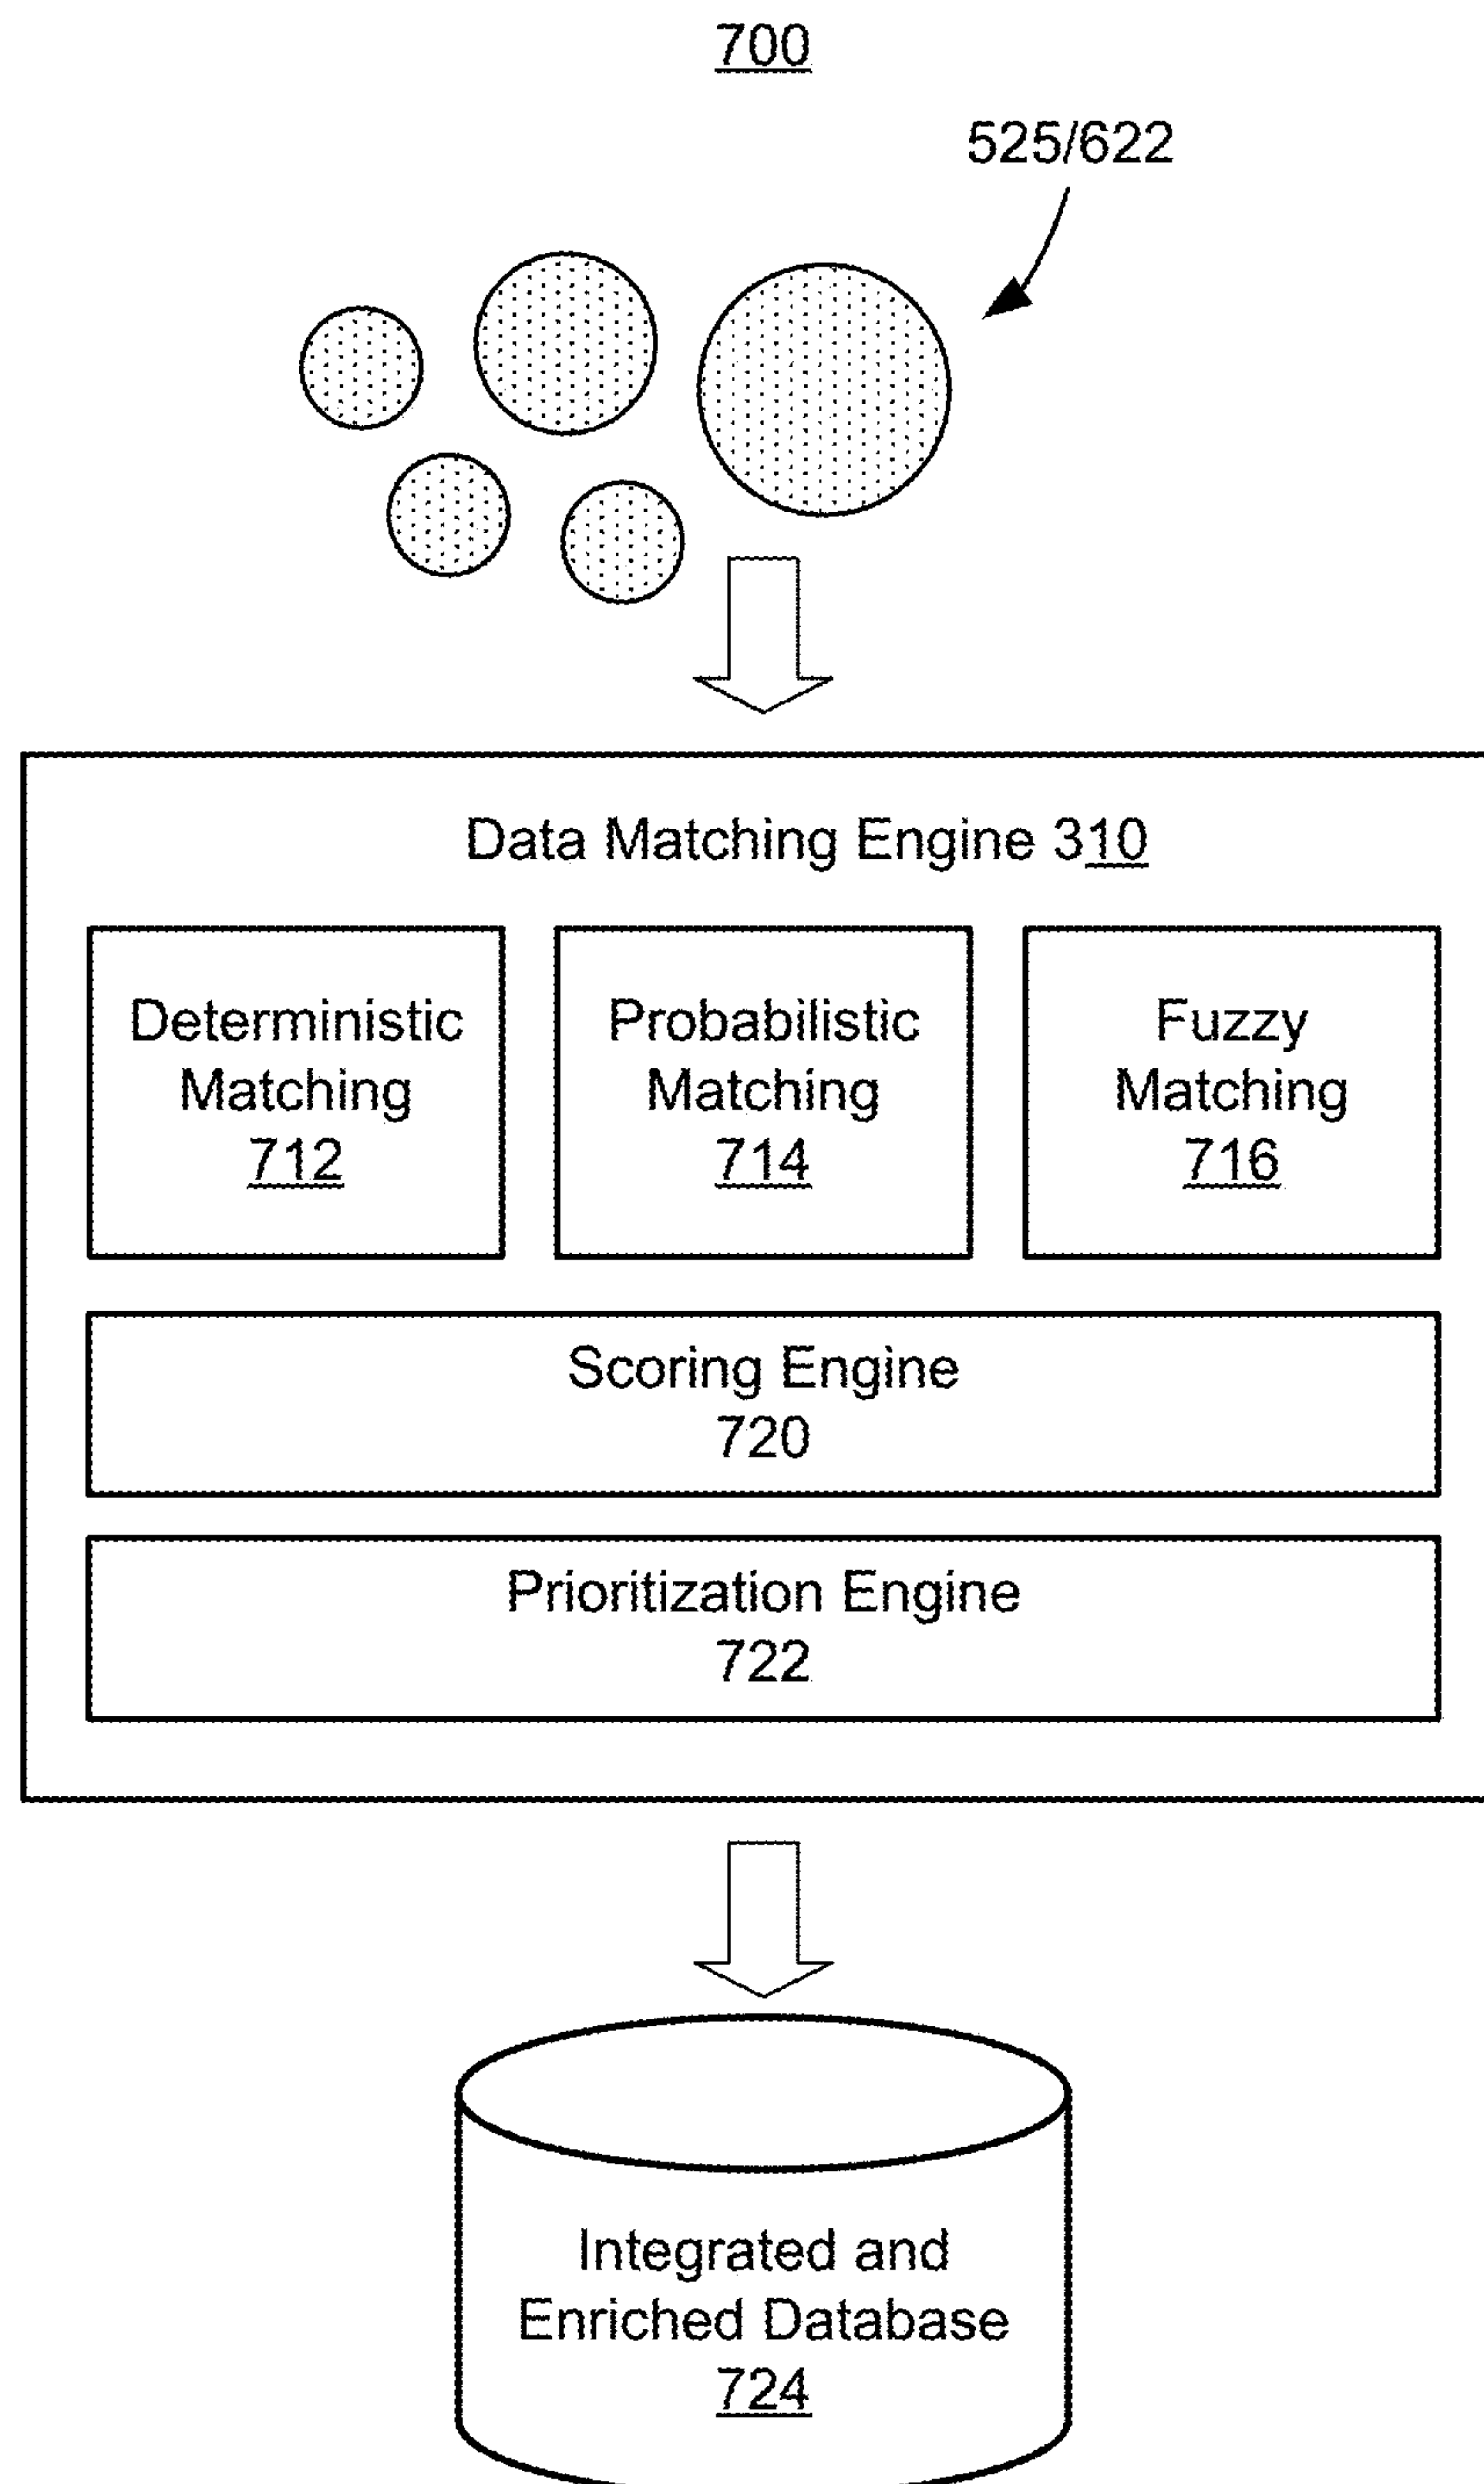 700
525/622
Data Matching Engine 310
Deterministic
Matching
712
Probabilistic
Matching
714
Fuzzy
Matching
716
Scoring Engine
720
Prioritization Engine
722
Integrated and
Enriched Database
724